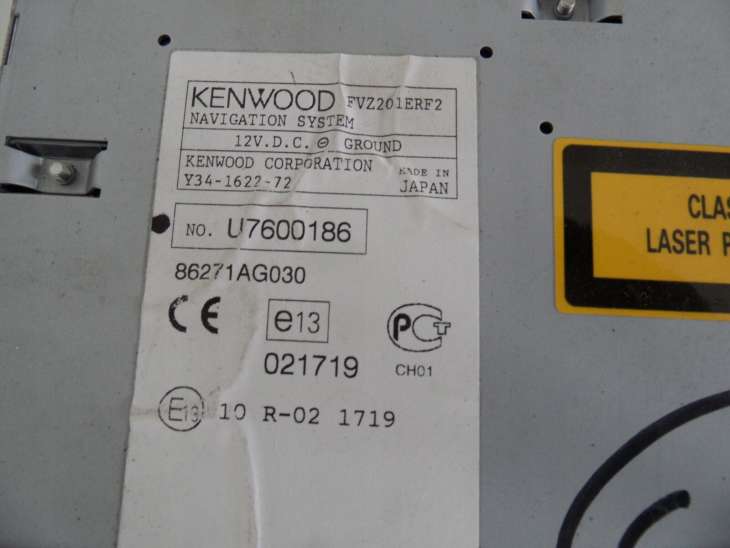 KENWOOD FVZ201ERF2
NAVIGATION SYSTEM
12V.D.C. ⊖ GROUND
KENWOOD CORPORATION
Y34-1622-72
MADE IN
JAPAN
NO. U7600186
86271AG030
CE
e13
PCT
021719
CH01
E13 10 R-02 1719
CLAS
LASER P